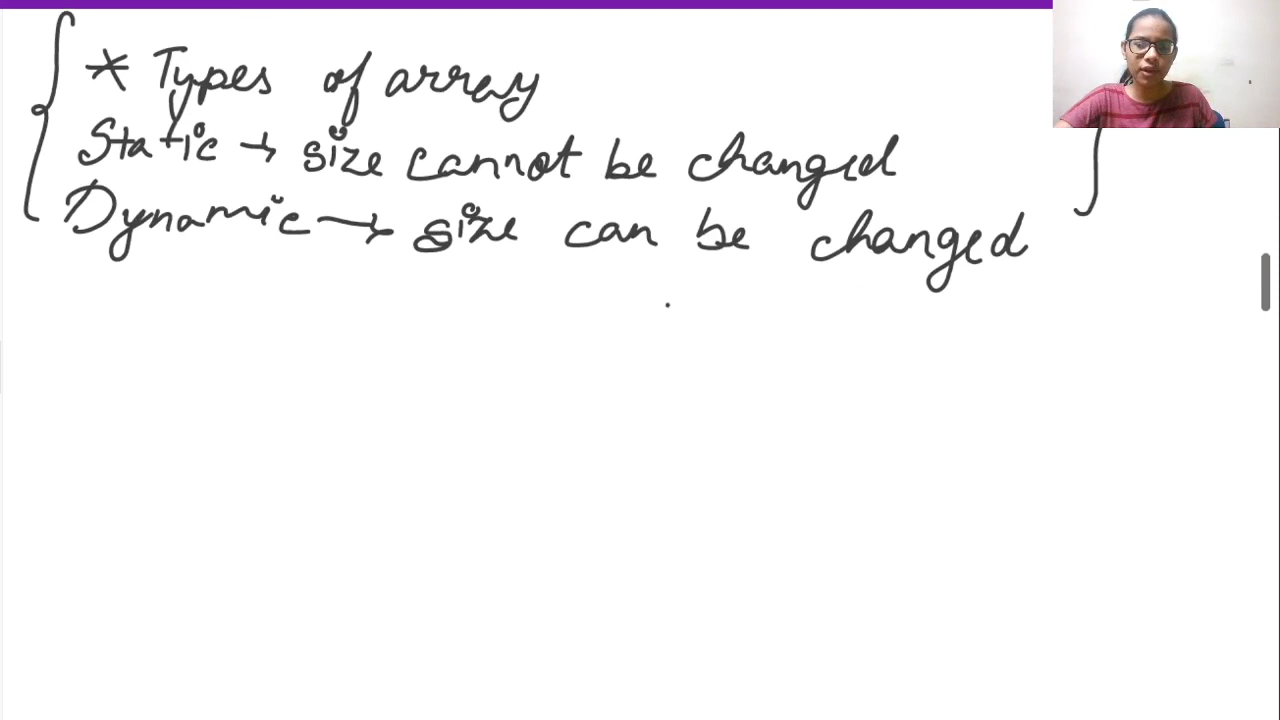 * Types of array
Static → size cannot be changed
Dynamic → size can be changed